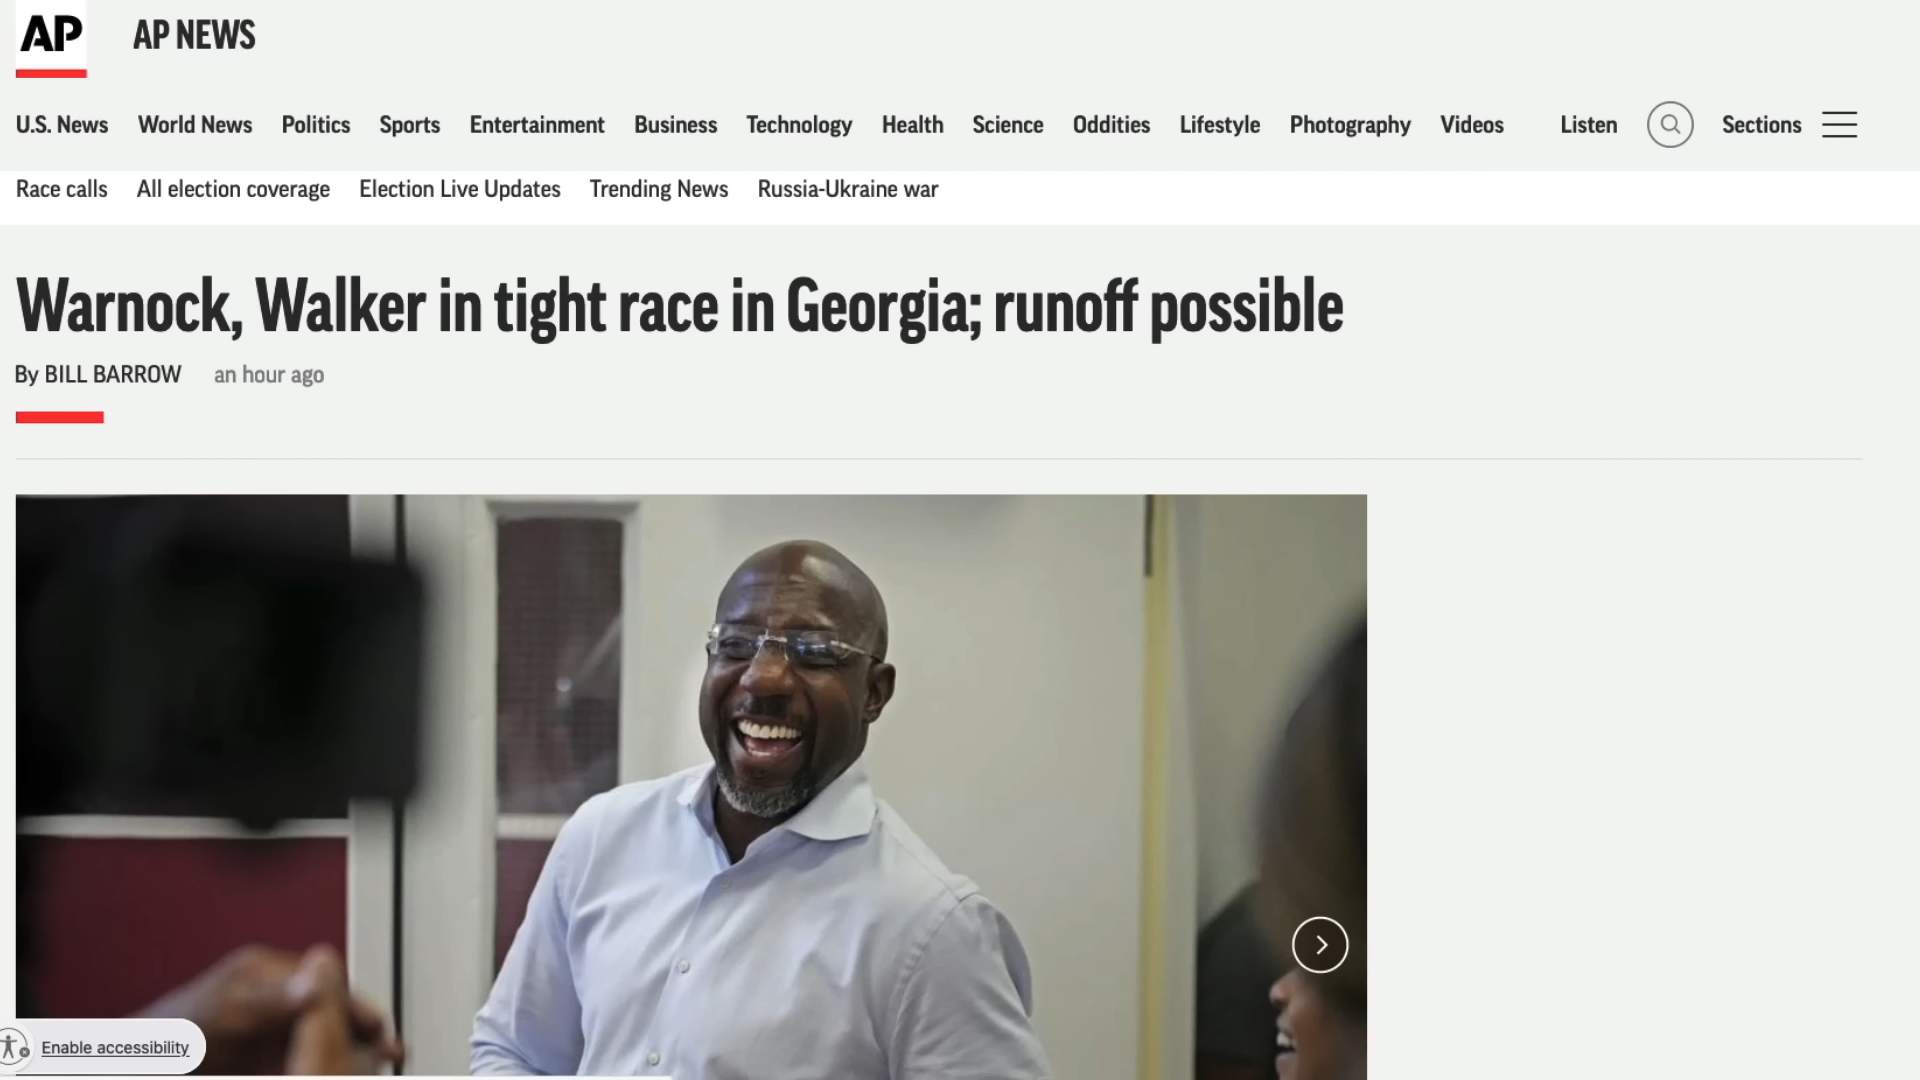 AP AP NEWS
U.S. News World News Politics Sports Entertainment Business Technology Health Science Oddities Lifestyle Photography Videos Listen Sections
Race calls All election coverage Election Live Updates Trending News Russia-Ukraine war
Warnock, Walker in tight race in Georgia; runoff possible
By BILL BARROW an hour ago
Enable accessibility